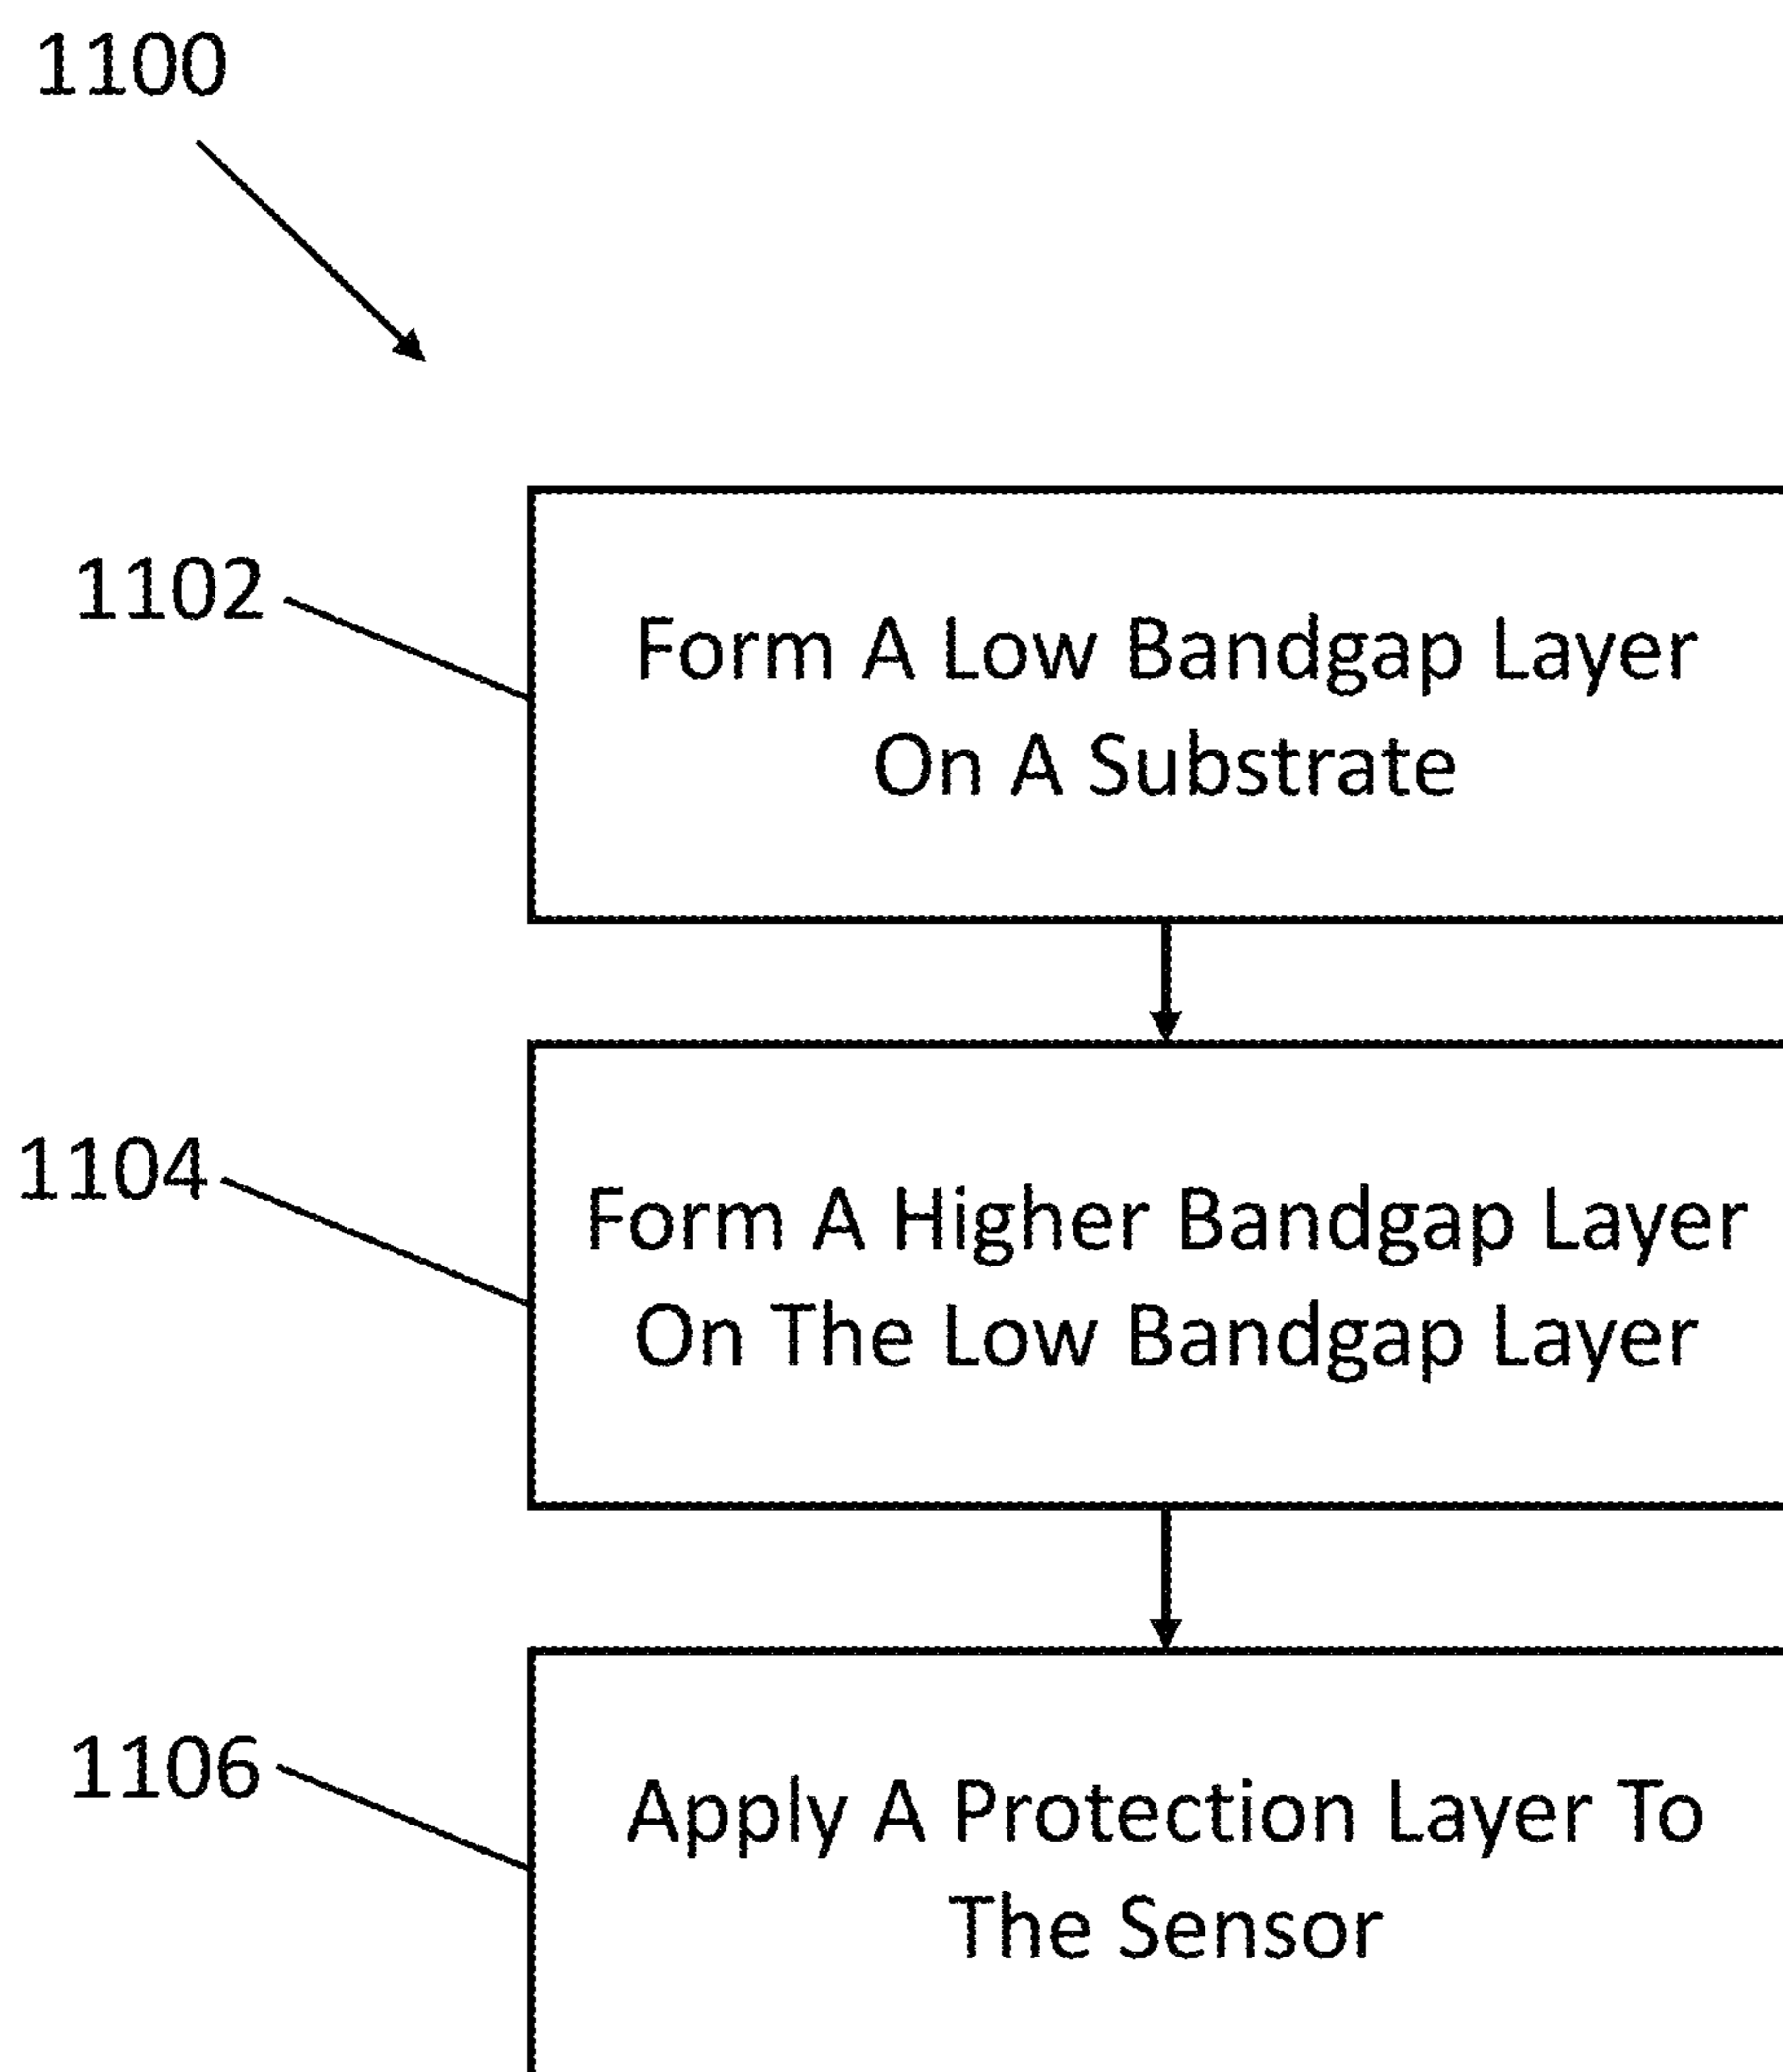 1100
1102
Form A Low Bandgap Layer
On A Substrate
1104
Form A Higher Bandgap Layer
On The Low Bandgap Layer
1106
Apply A Protection Layer To
The Sensor